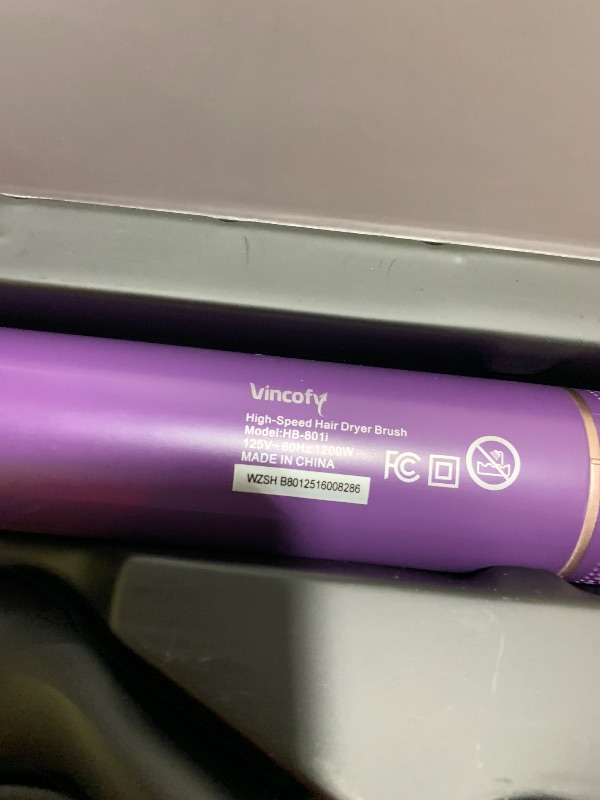 Vincofy
High-Speed Hair Dryer Brush
Model:HB-801i
125V~ 60Hz 1200W
MADE IN CHINA
FC
WZSH B8012516008286